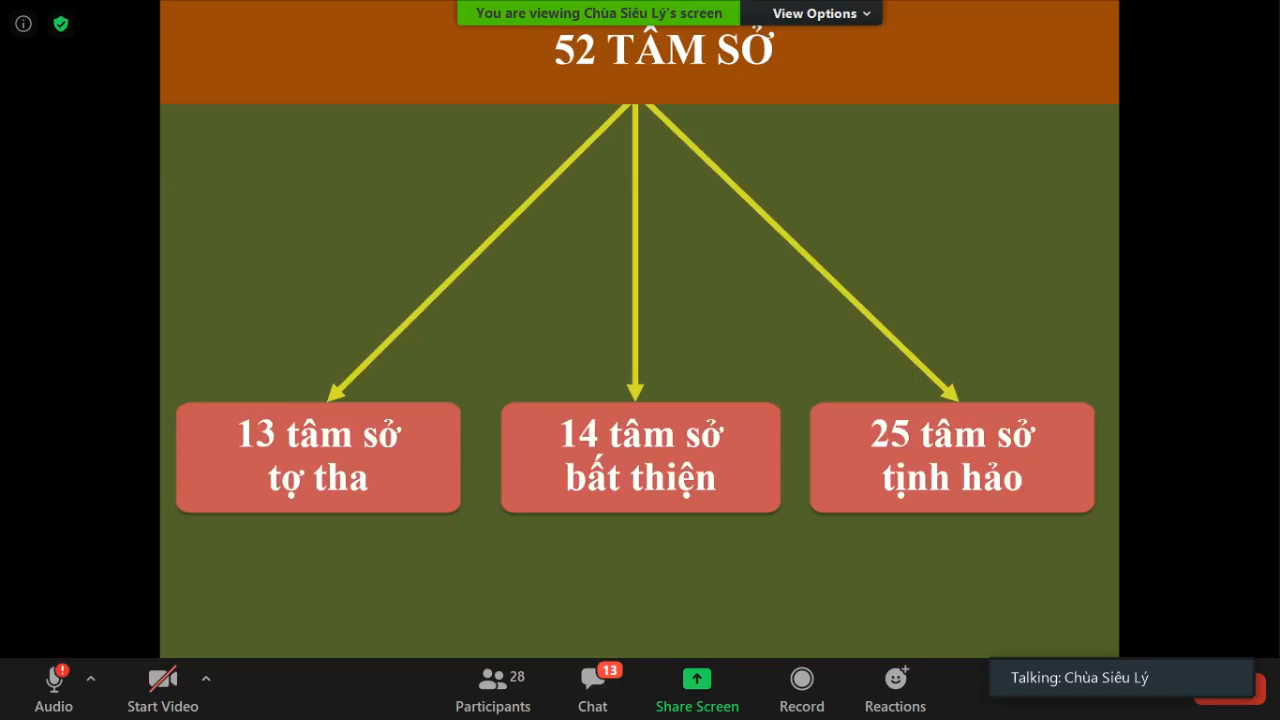 You are viewing Chùa Siêu Lý's screen
View Options
52 TÂM SỞ
13 tâm sở
tợ tha
14 tâm sở
bất thiện
25 tâm sở
tịnh hảo
Audio
Start Video
28
Participants
13
Chat
Share Screen
Record
Reactions
Talking: Chùa Siêu Lý